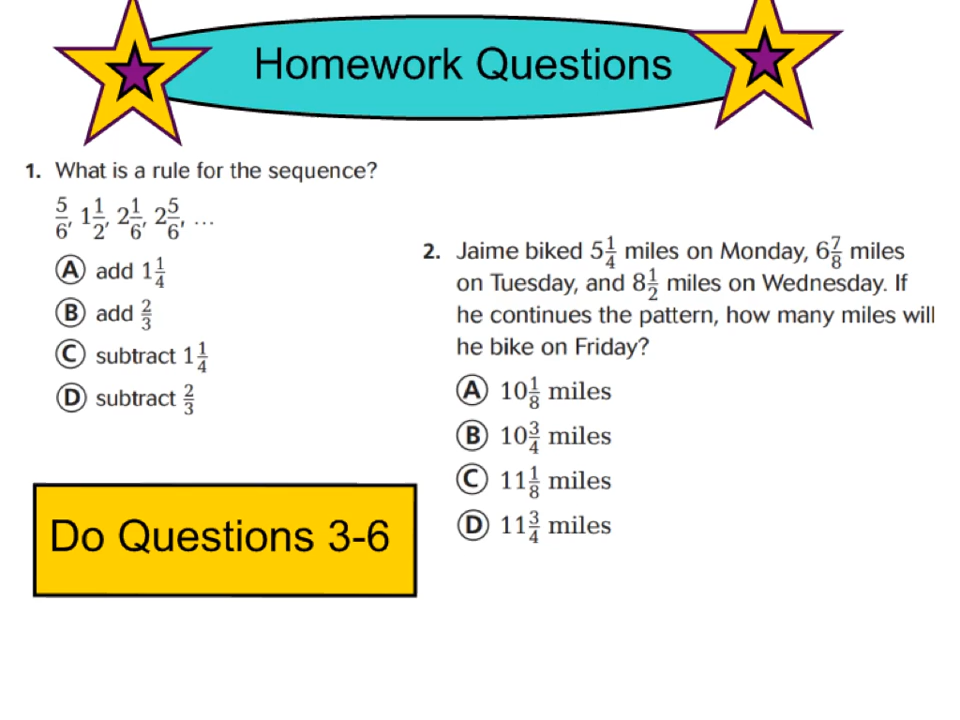 Homework Questions
1. What is a rule for the sequence?
5/6, 1 1/2, 2 1/6, 2 5/6, ...
A add 1 1/4
B add 2/3
C subtract 1 1/4
D subtract 2/3
2. Jaime biked 5 1/4 miles on Monday, 6 7/8 miles
on Tuesday, and 8 1/2 miles on Wednesday. If
he continues the pattern, how many miles will
he bike on Friday?
A 10 1/8 miles
B 10 3/4 miles
C 11 1/8 miles
D 11 3/4 miles
Do Questions 3-6